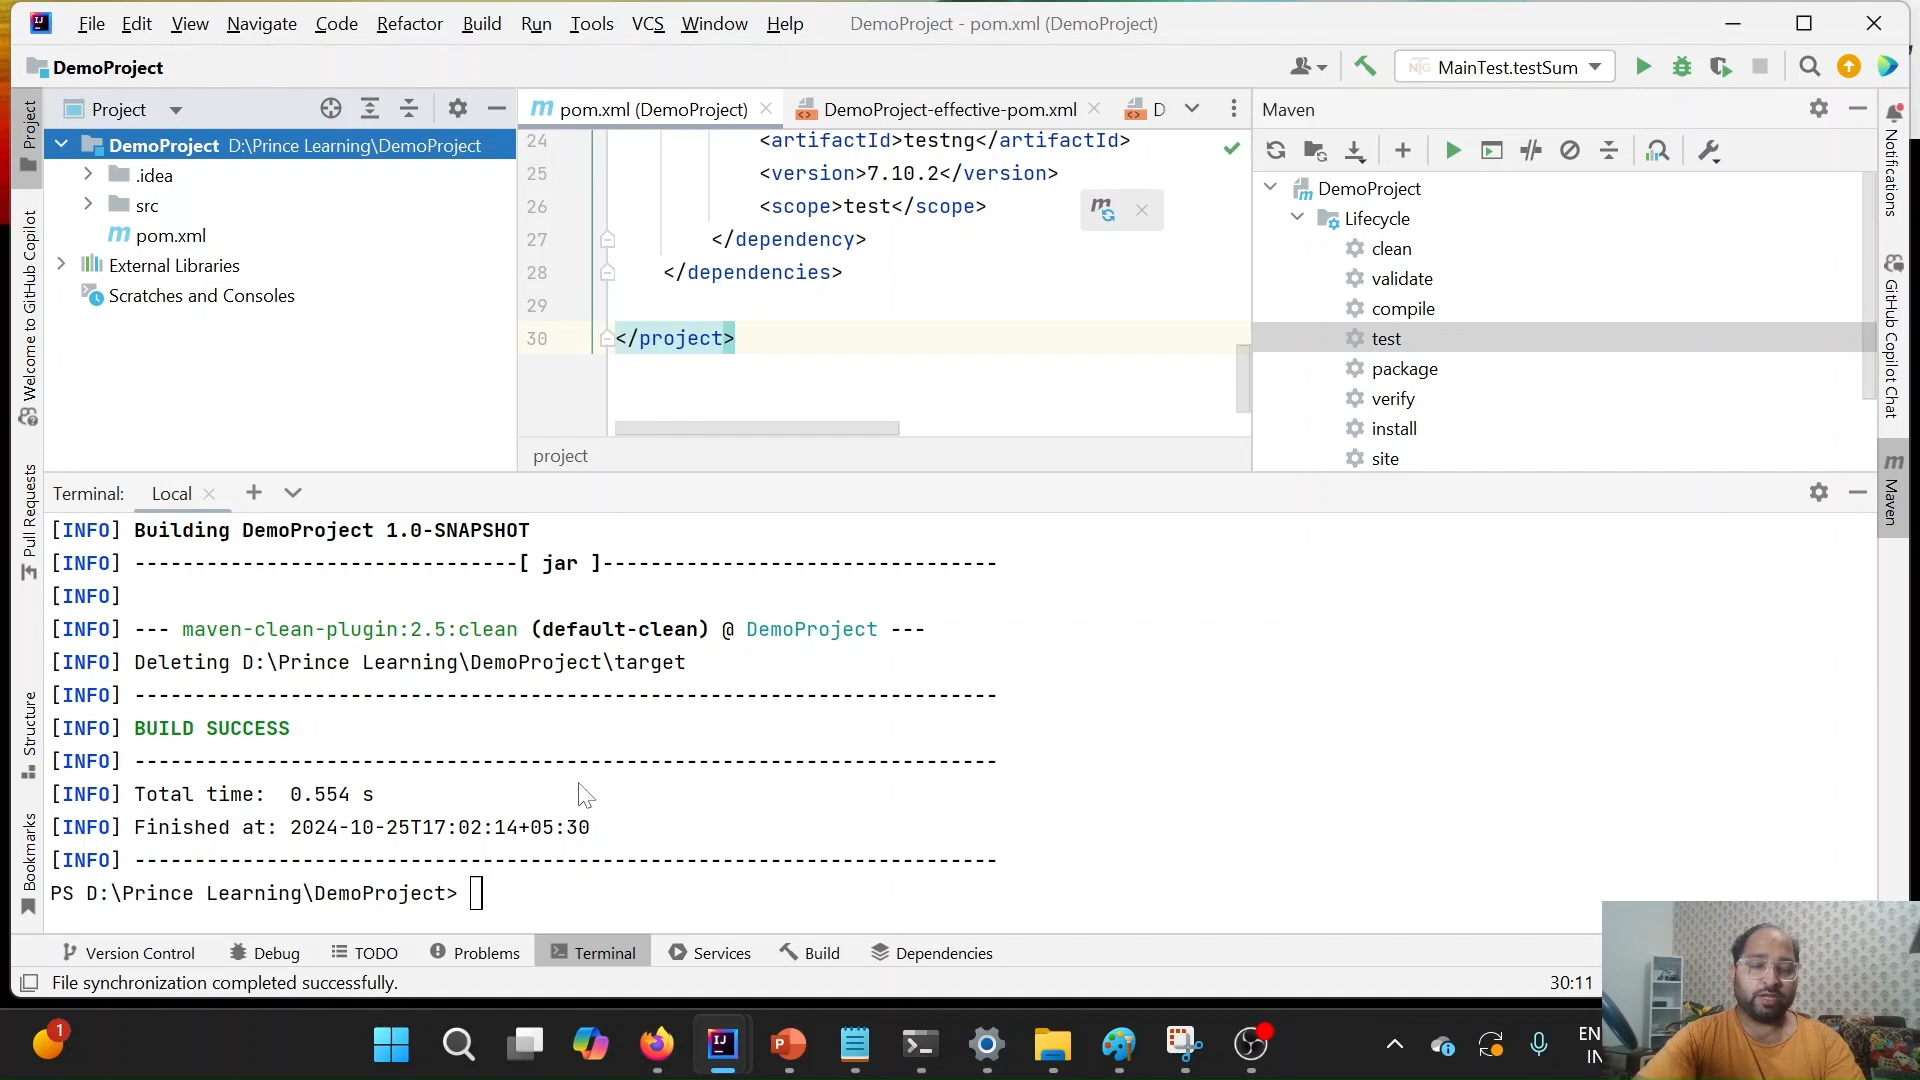 File Edit View Navigate Code Refactor Build Run Tools VCS Window Help DemoProject - pom.xml (DemoProject)
DemoProject
MainTest.testSum
Project
pom.xml (DemoProject)
DemoProject-effective-pom.xml
D
Maven
DemoProject D:\Prince Learning\DemoProject
.idea
src
pom.xml
External Libraries
Scratches and Consoles
24 <artifactId>testng</artifactId>
25 <version>7.10.2</version>
26 <scope>test</scope>
27 </dependency>
28 </dependencies>
29
30 </project>
project
DemoProject
Lifecycle
clean
validate
compile
test
package
verify
install
site
Project
Welcome to GitHub Copilot
Pull Requests
Structure
Bookmarks
Notifications
GitHub Copilot Chat
Maven
Terminal: Local
[INFO] Building DemoProject 1.0-SNAPSHOT
[INFO] --------------------------------[ jar ]---------------------------------
[INFO]
[INFO] --- maven-clean-plugin:2.5:clean (default-clean) @ DemoProject ---
[INFO] Deleting D:\Prince Learning\DemoProject\target
[INFO] ------------------------------------------------------------------------
[INFO] BUILD SUCCESS
[INFO] ------------------------------------------------------------------------
[INFO] Total time:  0.554 s
[INFO] Finished at: 2024-10-25T17:02:14+05:30
[INFO] ------------------------------------------------------------------------
PS D:\Prince Learning\DemoProject>
Version Control Debug TODO Problems Terminal Services Build Dependencies
File synchronization completed successfully.
30:11
1
EN
IN